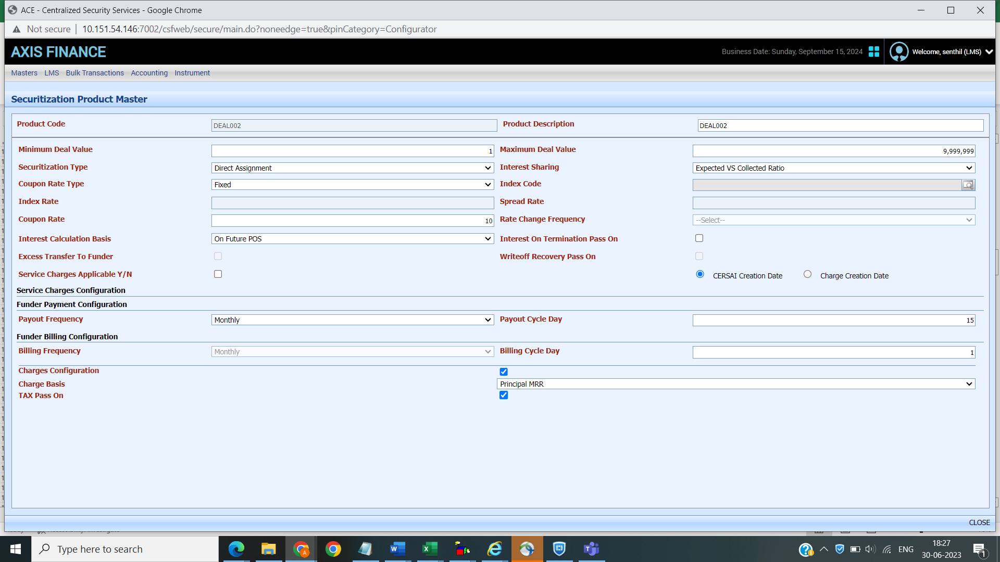 ACE - Centralized Security Services - Google Chrome
Not secure | 10.151.54.146:7002/csfweb/secure/main.do?noneedge=true&pinCategory=Configurator
AXIS FINANCE
Business Date: Sunday, September 15, 2024
Welcome, senthil (LMS)
Masters LMS Bulk Transactions Accounting Instrument
Securitization Product Master
Product Code DEAL002 Product Description DEAL002
Minimum Deal Value 1 Maximum Deal Value 9,999,999
Securitization Type Direct Assignment Interest Sharing Expected VS Collected Ratio
Coupon Rate Type Fixed Index Code
Index Rate Spread Rate
Coupon Rate 10 Rate Change Frequency --Select--
Interest Calculation Basis On Future POS Interest On Termination Pass On
Excess Transfer To Funder Writeoff Recovery Pass On
Service Charges Applicable Y/N CERSAI Creation Date Charge Creation Date
Service Charges Configuration
Funder Payment Configuration
Payout Frequency Monthly Payout Cycle Day 15
Funder Billing Configuration
Billing Frequency Monthly Billing Cycle Day 1
Charges Configuration
Charge Basis Principal MRR
TAX Pass On
CLOSE
Type here to search
ENG
18:27
30-06-2023
1